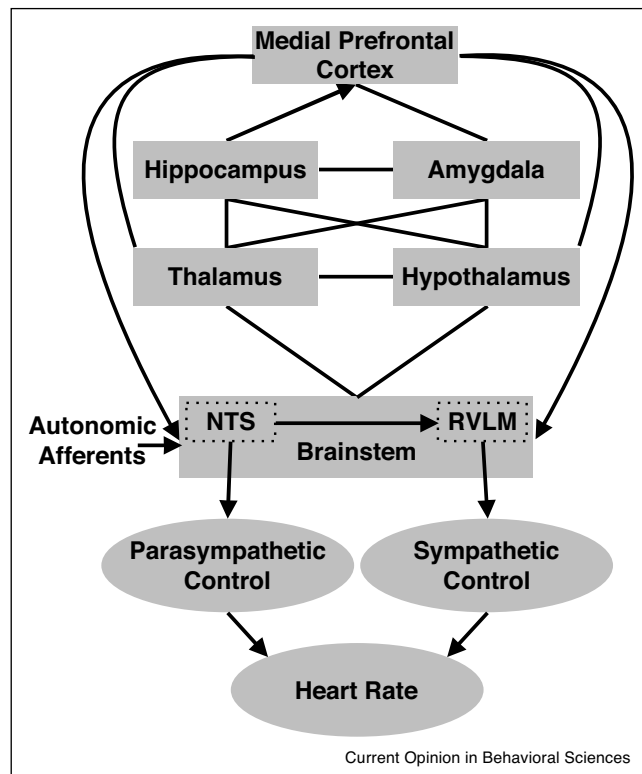 Medial Prefrontal
Cortex
Hippocampus
Amygdala
Thalamus
Hypothalamus
Autonomic
Afferents
NTS
RVLM
Brainstem
Parasympathetic
Control
Sympathetic
Control
Heart Rate
Current Opinion in Behavioral Sciences